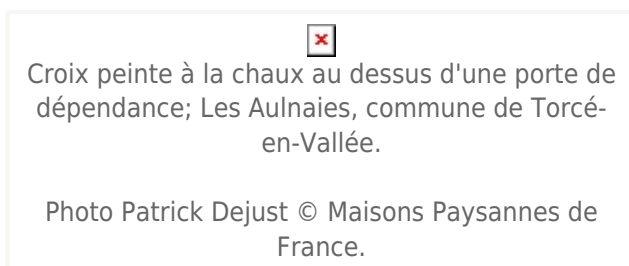 Croix peinte à la chaux au dessus d'une porte de
dépendance; Les Aulnaies, commune de Torcé-
en-Vallée.
Photo Patrick Dejust © Maisons Paysannes de
France.